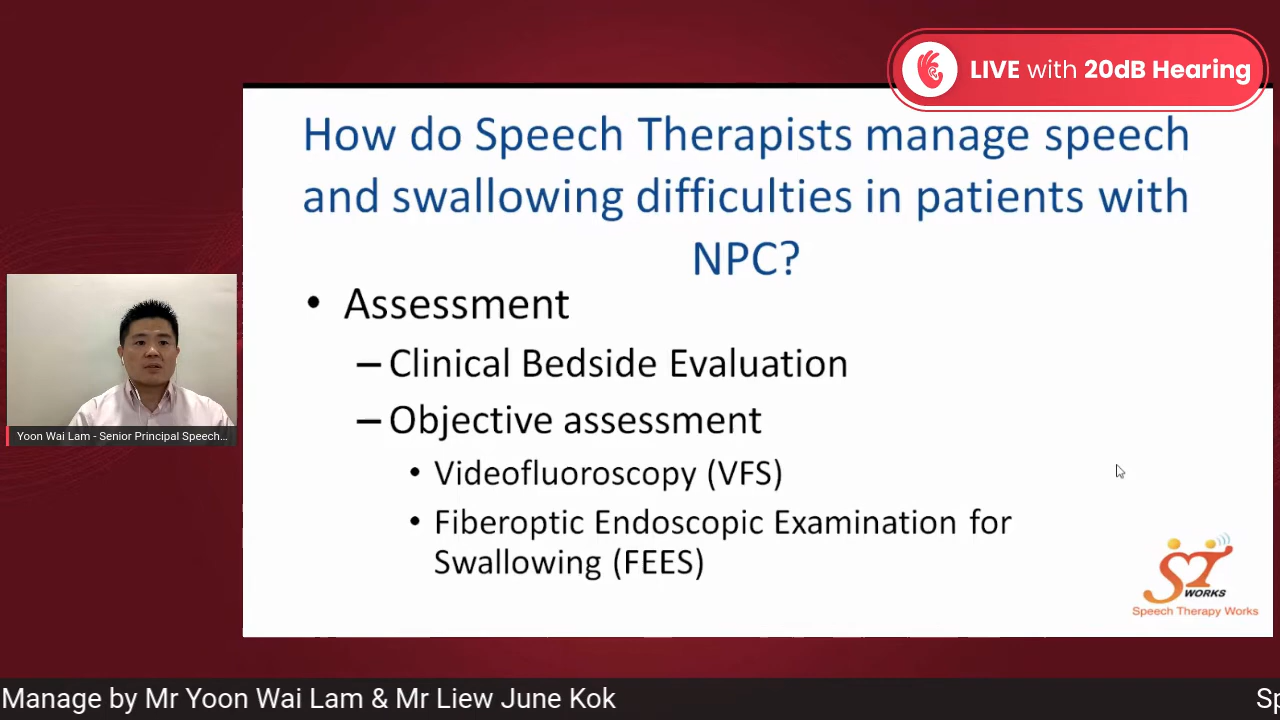 LIVE with 20dB Hearing
How do Speech Therapists manage speech
and swallowing difficulties in patients with
NPC?
• Assessment
– Clinical Bedside Evaluation
– Objective assessment
• Videofluoroscopy (VFS)
• Fiberoptic Endoscopic Examination for
Swallowing (FEES)
Yoon Wai Lam - Senior Principal Speech...
ST
WORKS
Speech Therapy Works
Manage by Mr Yoon Wai Lam & Mr Liew June Kok
Sp